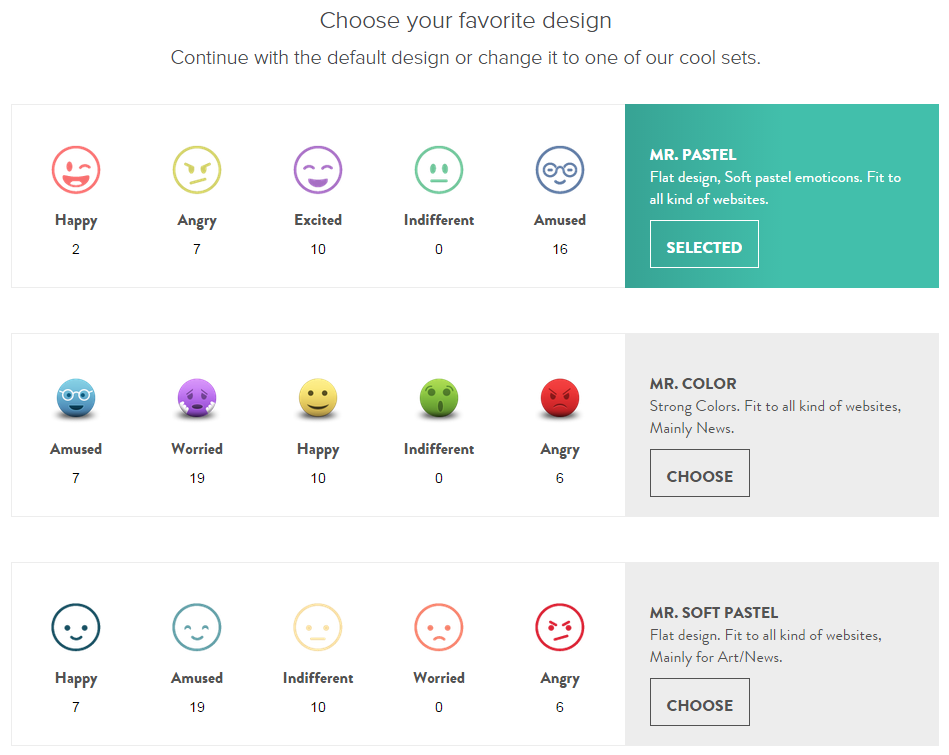 Choose your favorite design
Continue with the default design or change it to one of our cool sets.
Happy Angry Excited Indifferent Amused
2 7 10 0 16
MR. PASTEL
Flat design, Soft pastel emoticons. Fit to
all kind of websites.
SELECTED
Amused Worried Happy Indifferent Angry
7 19 10 0 6
MR. COLOR
Strong Colors. Fit to all kind of websites,
Mainly News.
CHOOSE
Happy Amused Indifferent Worried Angry
7 19 10 0 6
MR. SOFT PASTEL
Flat design. Fit to all kind of websites,
Mainly for Art/News.
CHOOSE